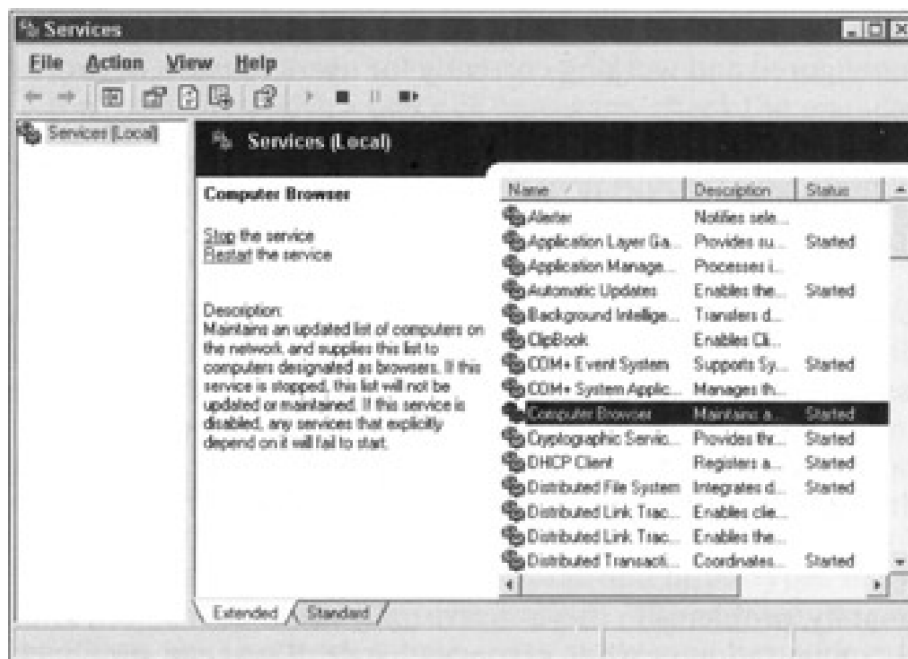 Services
File Action View Help
Services (Local)
Services (Local)
Computer Browser
Stop the service
Restart the service
Description:
Maintains an updated list of computers on
the network and supplies this list to
computers designated as browsers. If this
service is stopped, this list will not be
updated or maintained. If this service is
disabled, any services that explicitly
depend on it will fail to start.
Name Description Status
Alerter Notifies sele...
Application Layer Ga... Provides su... Started
Application Manage... Processes i...
Automatic Updates Enables the... Started
Background Intellige... Transfers d...
ClipBook Enables Cli...
COM+ Event System Supports Sy... Started
COM+ System Applic... Manages th...
Computer Browser Maintains a... Started
Cryptographic Servic... Provides thr... Started
DHCP Client Registers a... Started
Distributed File System Integrates d... Started
Distributed Link Trac... Enables clie...
Distributed Link Trac... Enables the...
Distributed Transacti... Coordinates... Started
Extended Standard